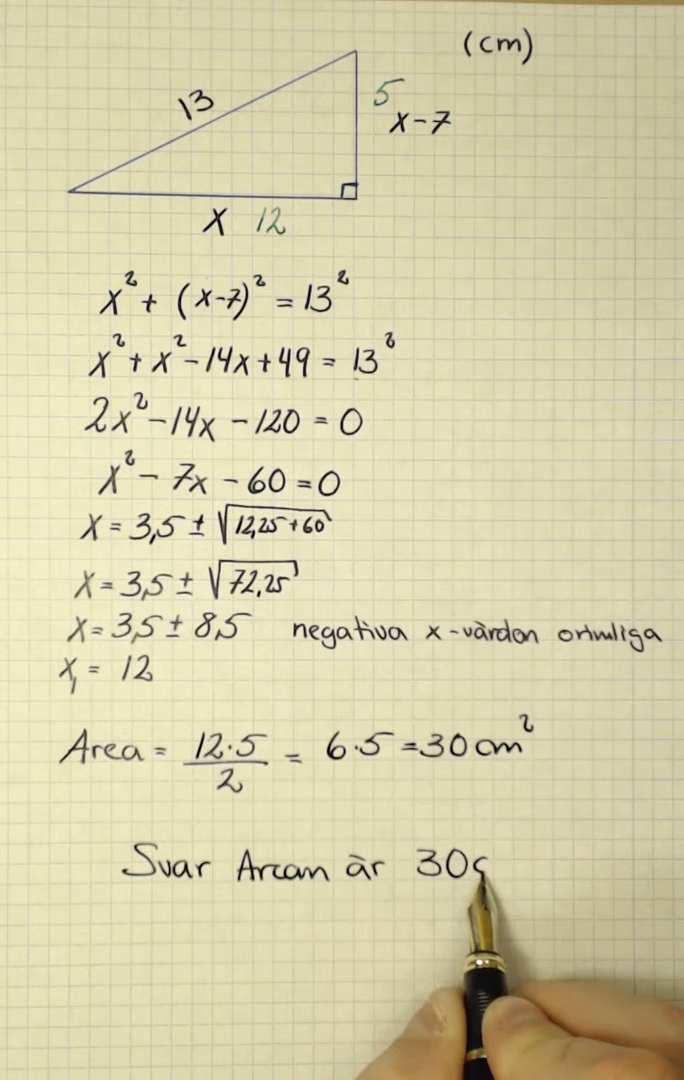 (cm)
13
5
x-7
x 12
x² + (x-7)² = 13²
x² + x² - 14x + 49 = 13²
2x² - 14x - 120 = 0
x² - 7x - 60 = 0
x = 3,5 ± √12,25 + 60
x = 3,5 ± √72,25
x = 3,5 ± 8,5 negativa x-värden orimliga
x₁ = 12
Area = 12·5/2 = 6·5 = 30 cm²
Svar Arean är 30c